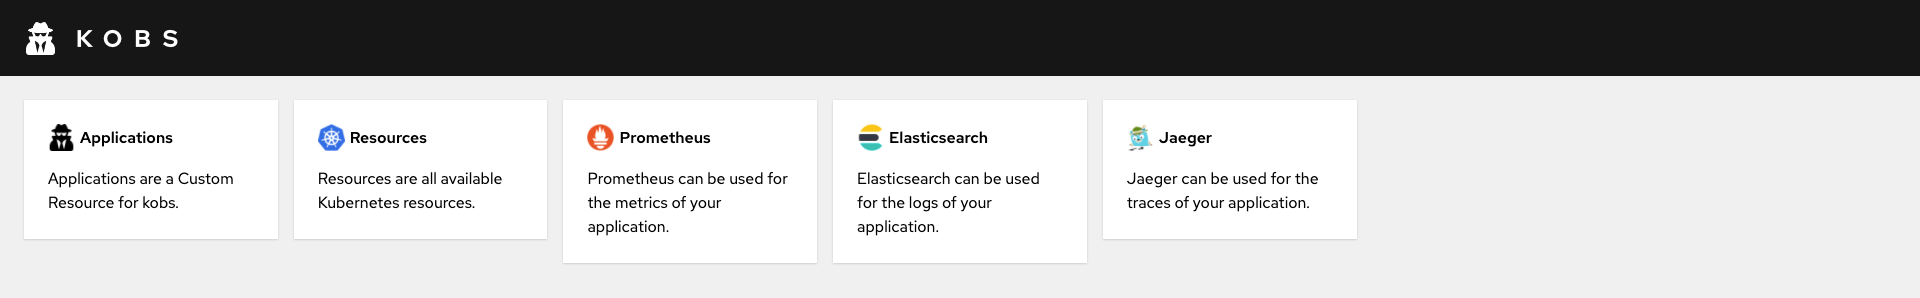 KOBS
Applications
Applications are a Custom
Resource for kobs.
Resources
Resources are all available
Kubernetes resources.
Prometheus
Prometheus can be used for
the metrics of your
application.
Elasticsearch
Elasticsearch can be used
for the logs of your
application.
Jaeger
Jaeger can be used for the
traces of your application.